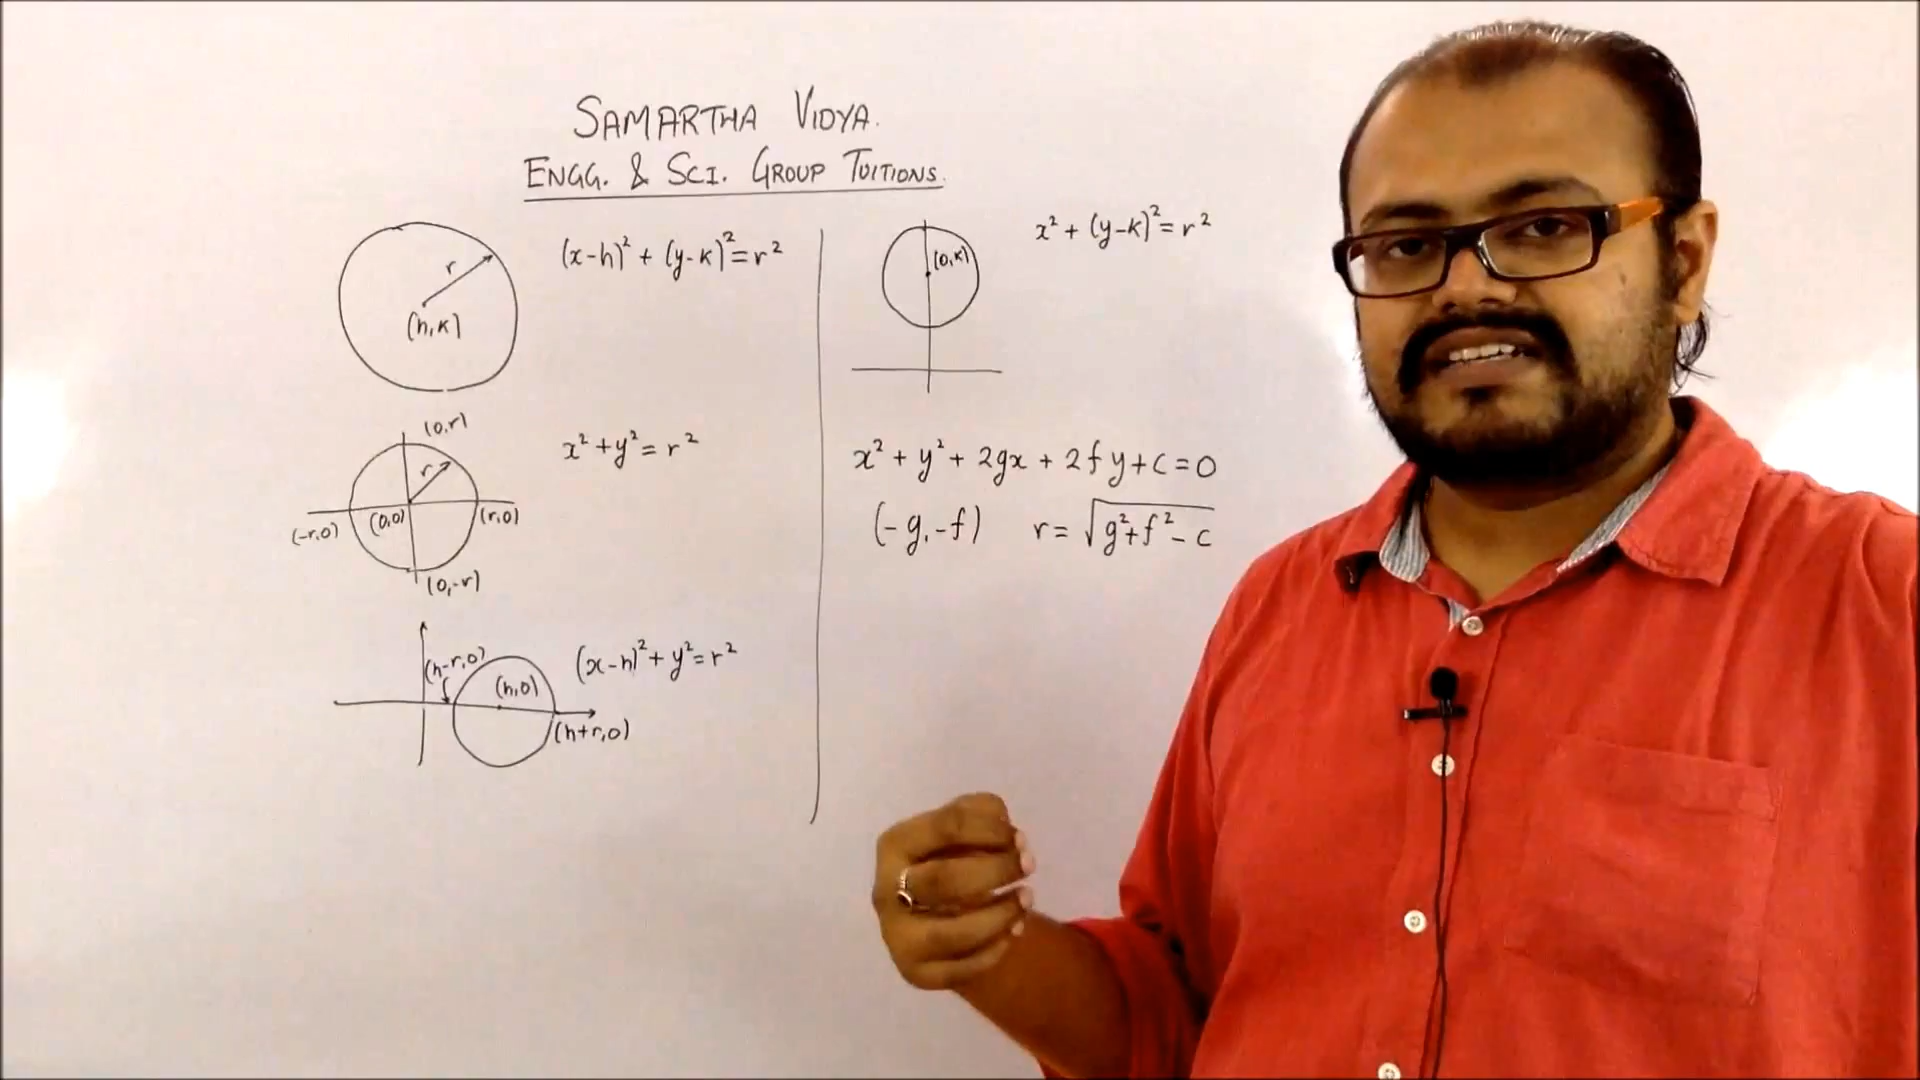 SAMARTHA VIDYA.
ENGG. & SCI. GROUP TUITIONS.
r
(h,k)
(x-h)² + (y-k)² = r²
(0,r)
r
(-r,0)
(0,0)
(r,0)
(0,-r)
x² + y² = r²
(h-r,0)
(h,0)
(h+r,0)
(x-h)² + y² = r²
(0,k)
x² + (y-k)² = r²
x² + y² + 2gx + 2fy + c = 0
(-g,-f) r = √g²+f²-c